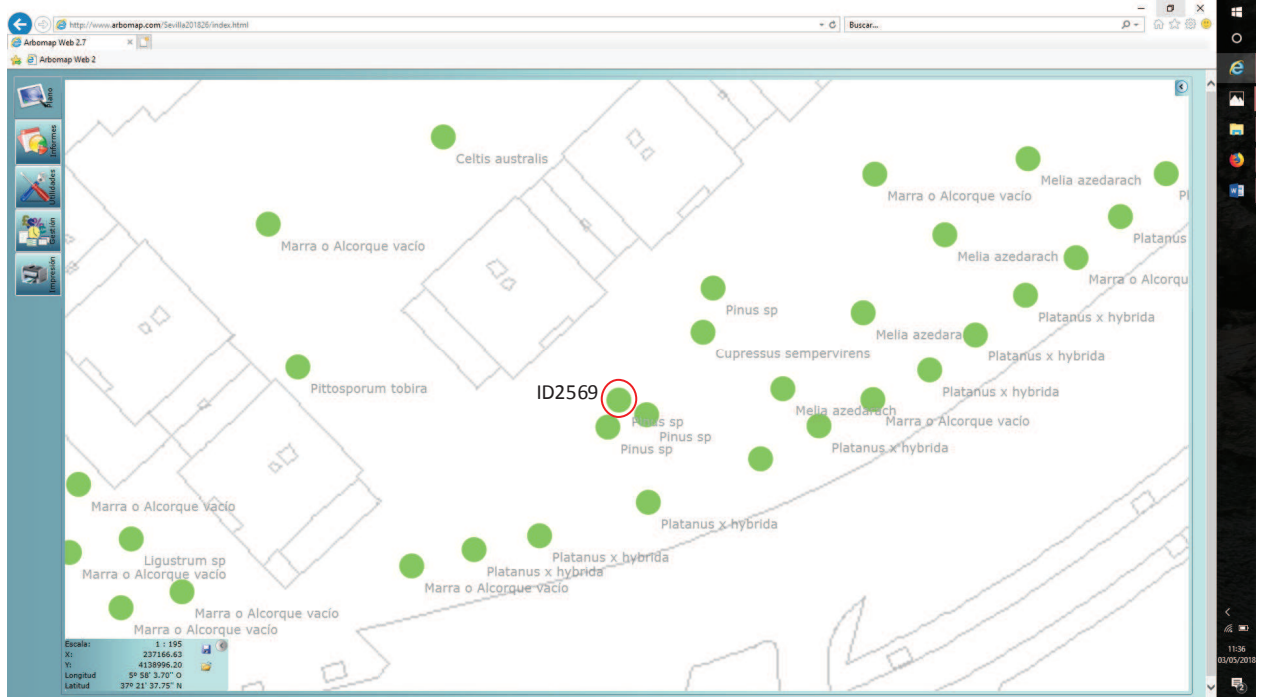 http://www.arbomap.com/Sevilla201826/index.html
Buscar...
Arbomap Web 2.7
Arbomap Web 2
Plano
Informes
Utilidades
Gestión
Impresión
Celtis australis
Melia azedarach
Marra o Alcorque vacío
Pl
Marra o Alcorque vacío
Platanus
Melia azedarach
Marra o Alcorqu
Pinus sp
Platanus x hybrida
Melia azedara
Cupressus sempervirens
Platanus x hybrida
Pittosporum tobira
ID2569
Platanus x hybrida
Melia azedarach
Pinus sp
Marra o Alcorque vacío
Pinus sp
Pinus sp
Platanus x hybrida
Marra o Alcorque vacío
Platanus x hybrida
Ligustrum sp
Platanus x hybrida
Marra o Alcorque vacío
Platanus x hybrida
Marra o Alcorque vacío
Marra o Alcorque vacío
Marra o Alcorque vacío
Escala: 1 : 195
X: 237166.63
Y: 4138996.20
Longitud 5º 58' 3.70'' O
Latitud 37º 21' 37.75'' N
11:36
03/05/2018
2